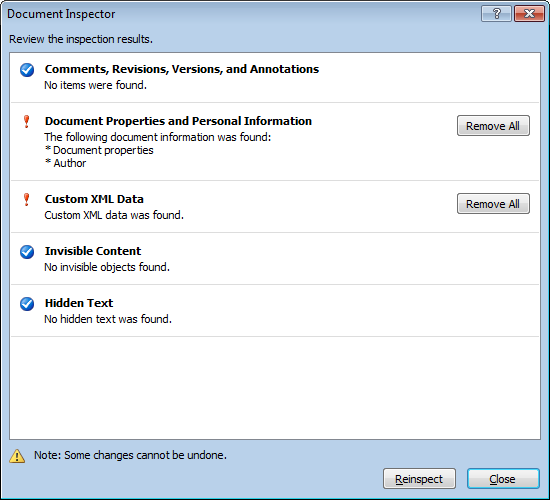 Document Inspector
Review the inspection results.
Comments, Revisions, Versions, and Annotations
No items were found.
Document Properties and Personal Information
Remove All
The following document information was found:
* Document properties
* Author
Custom XML Data
Remove All
Custom XML data was found.
Invisible Content
No invisible objects found.
Hidden Text
No hidden text was found.
Note: Some changes cannot be undone.
Reinspect
Close